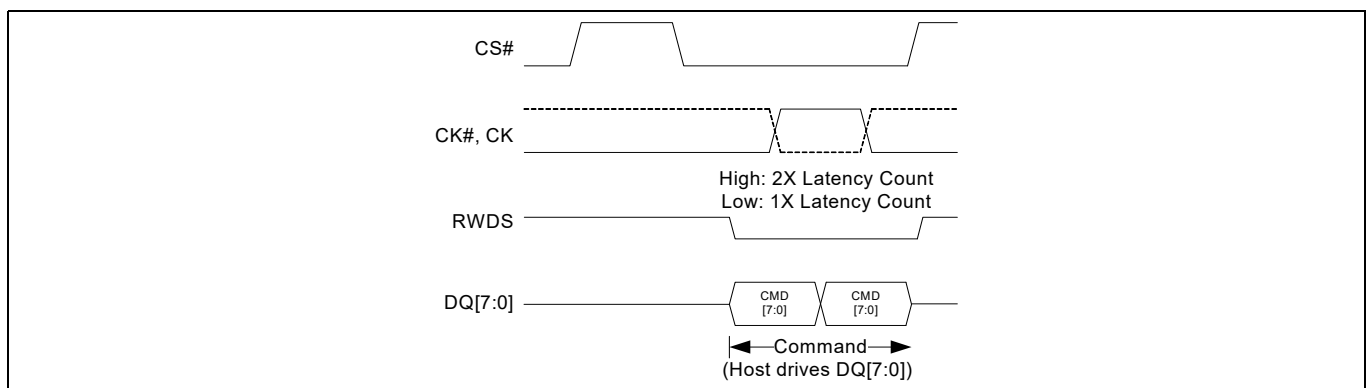 CS#
CK#, CK
High: 2X Latency Count
Low: 1X Latency Count
RWDS
DQ[7:0]
CMD
[7:0]
CMD
[7:0]
Command
(Host drives DQ[7:0])